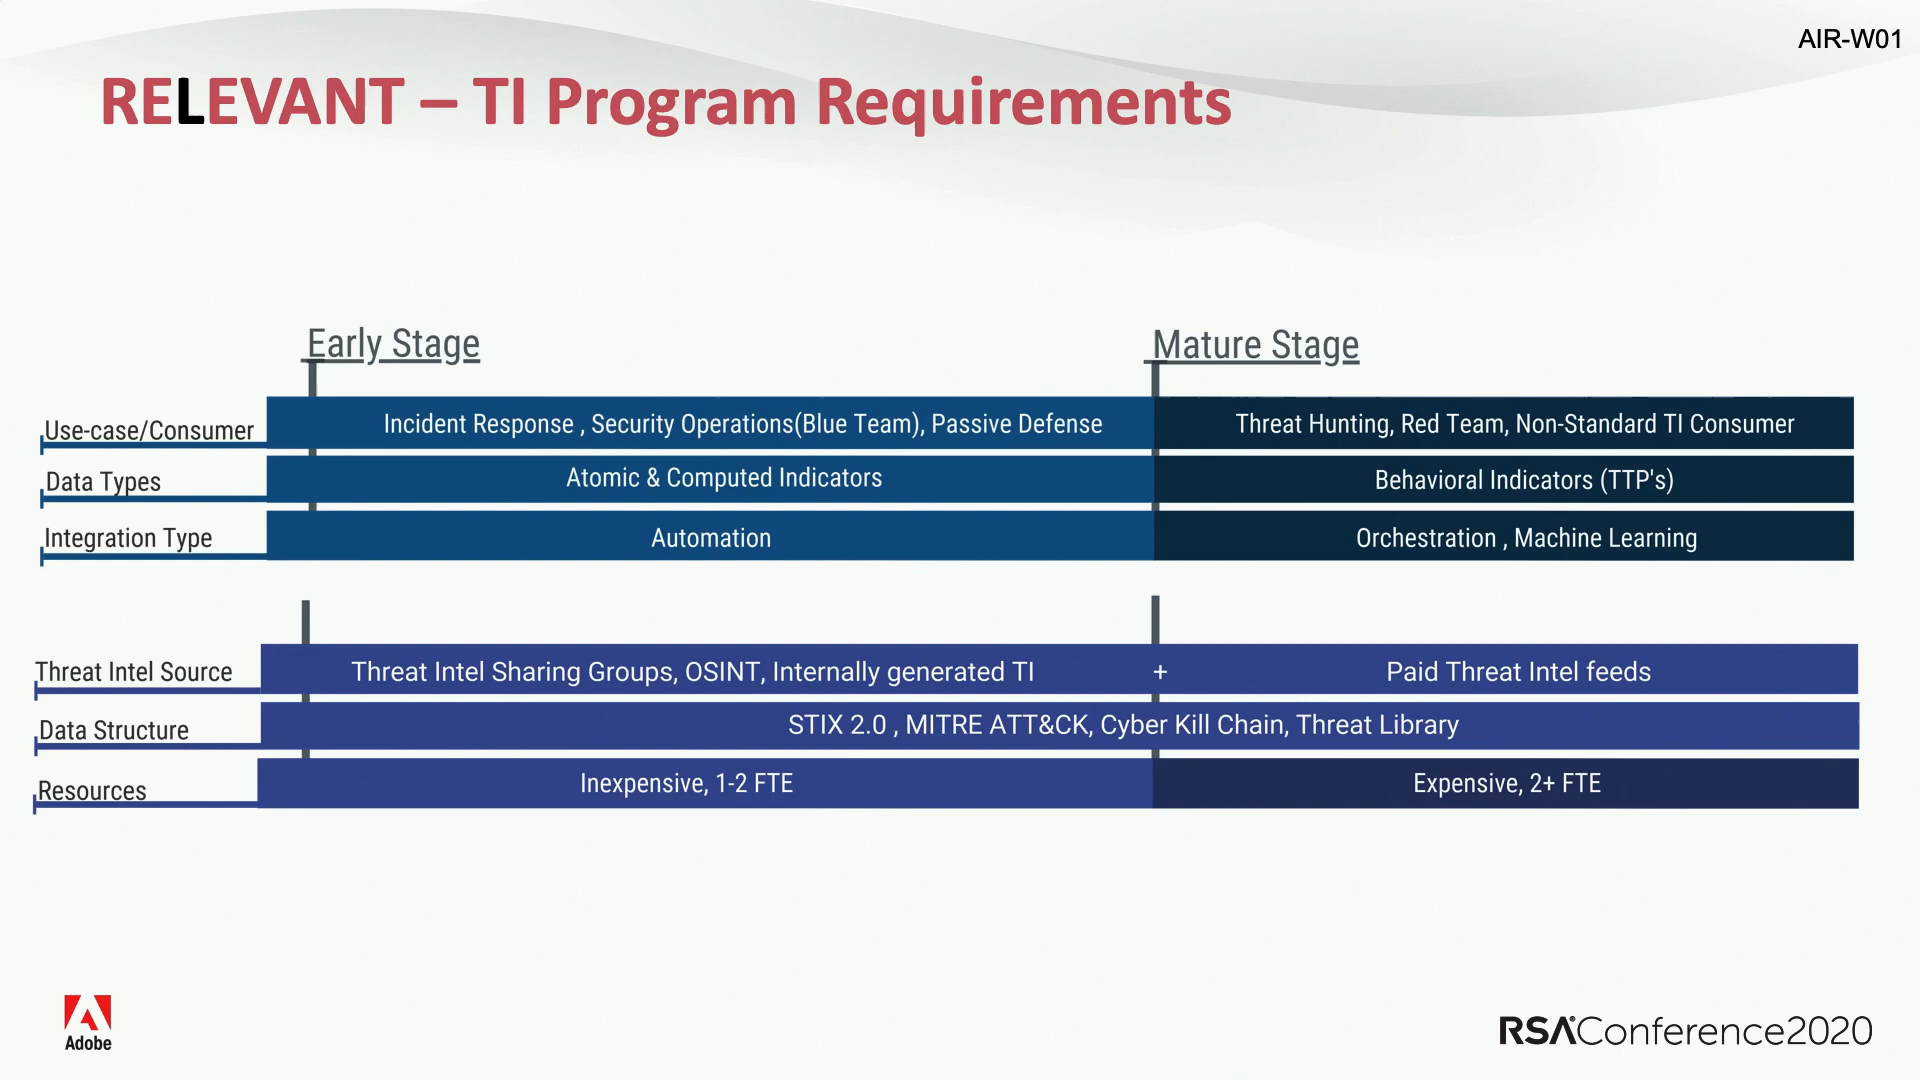 AIR-W01
RELEVANT – TI Program Requirements
Early Stage
Mature Stage
Use-case/Consumer
Incident Response , Security Operations(Blue Team), Passive Defense
Threat Hunting, Red Team, Non-Standard TI Consumer
Data Types
Atomic & Computed Indicators
Behavioral Indicators (TTP's)
Integration Type
Automation
Orchestration , Machine Learning
Threat Intel Source
Threat Intel Sharing Groups, OSINT, Internally generated TI
+
Paid Threat Intel feeds
Data Structure
STIX 2.0 , MITRE ATT&CK, Cyber Kill Chain, Threat Library
Resources
Inexpensive, 1-2 FTE
Expensive, 2+ FTE
Adobe
RSA®Conference2020